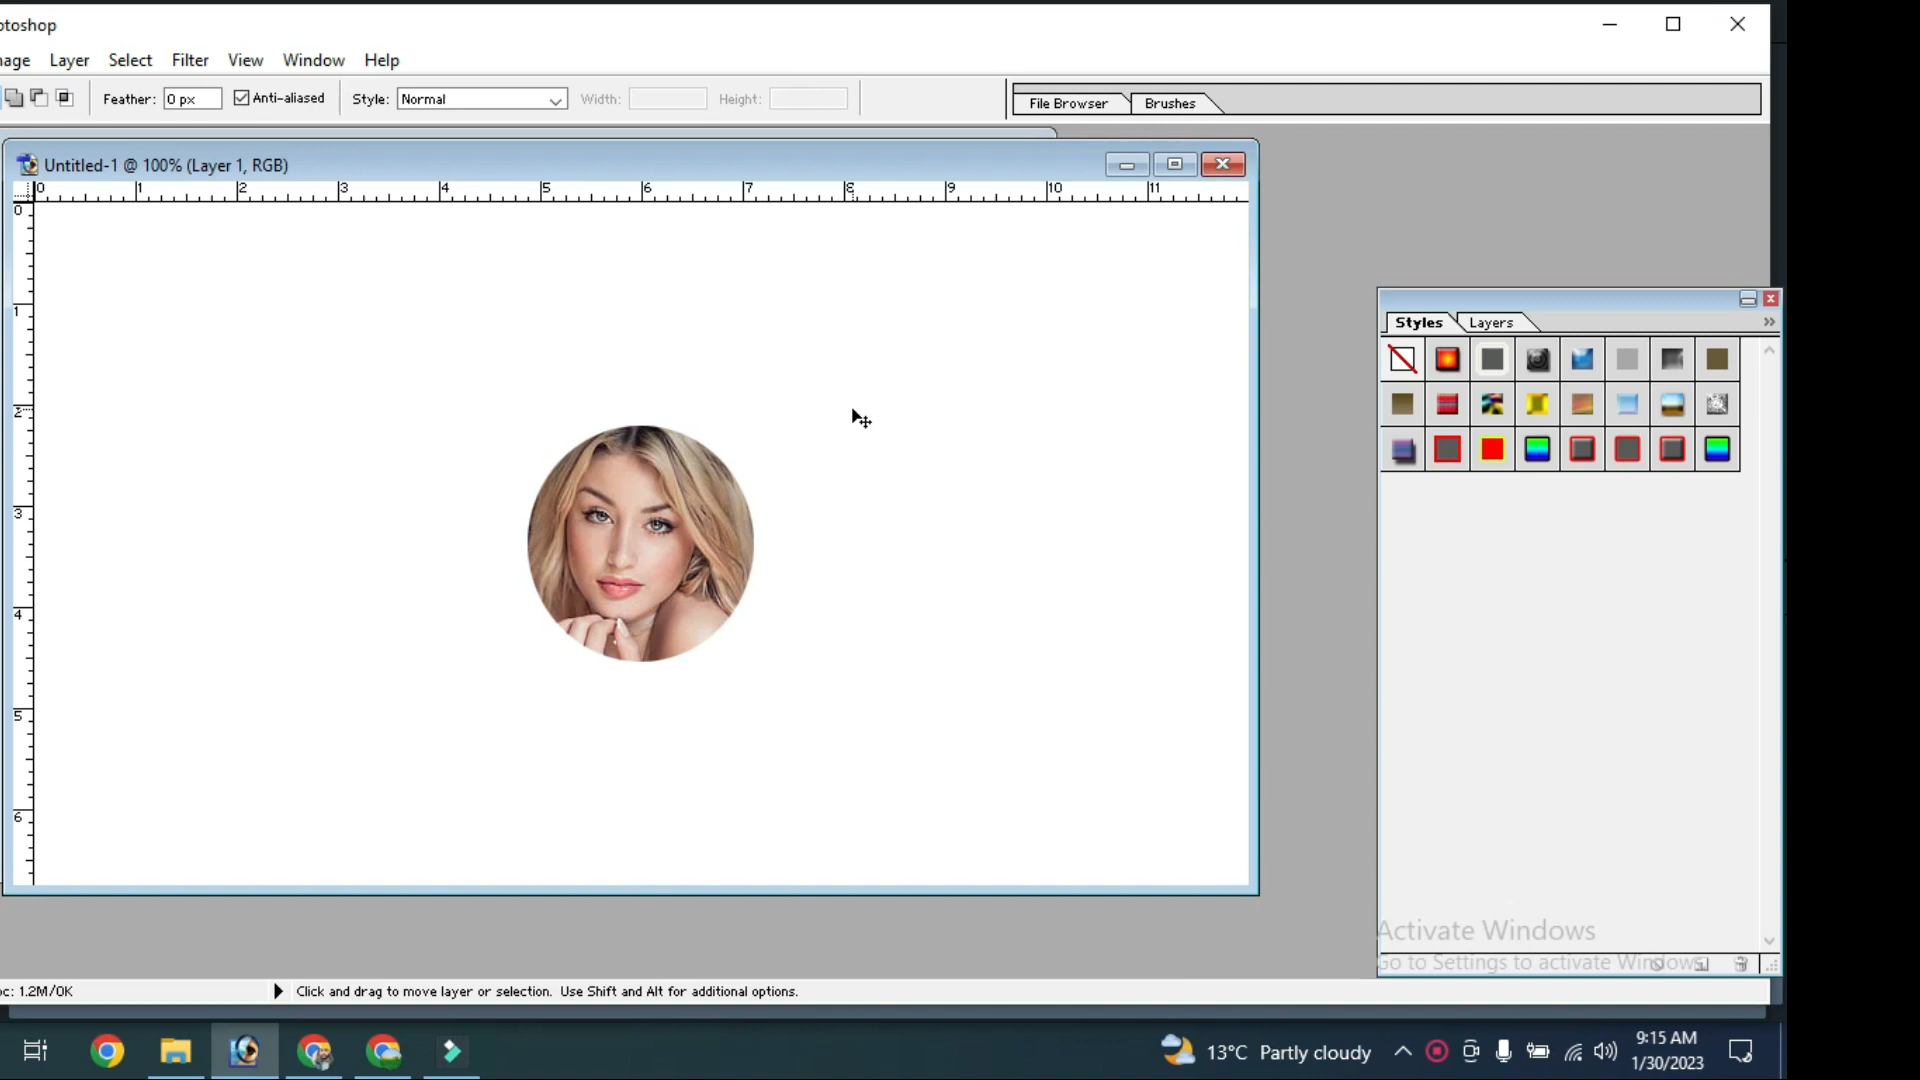 otoshop
mage Layer Select Filter View Window Help
Feather: 0 px Anti-aliased Style: Normal Width: Height: File Browser Brushes
Untitled-1 @ 100% (Layer 1, RGB)
0 1 2 3 4 5 6 7 8 9 10 11
0
1
2
3
4
5
6
Styles Layers
Activate Windows
Go to Settings to activate Windows.
oc: 1.2M/0K Click and drag to move layer or selection. Use Shift and Alt for additional options.
13°C Partly cloudy
9:15 AM
1/30/2023